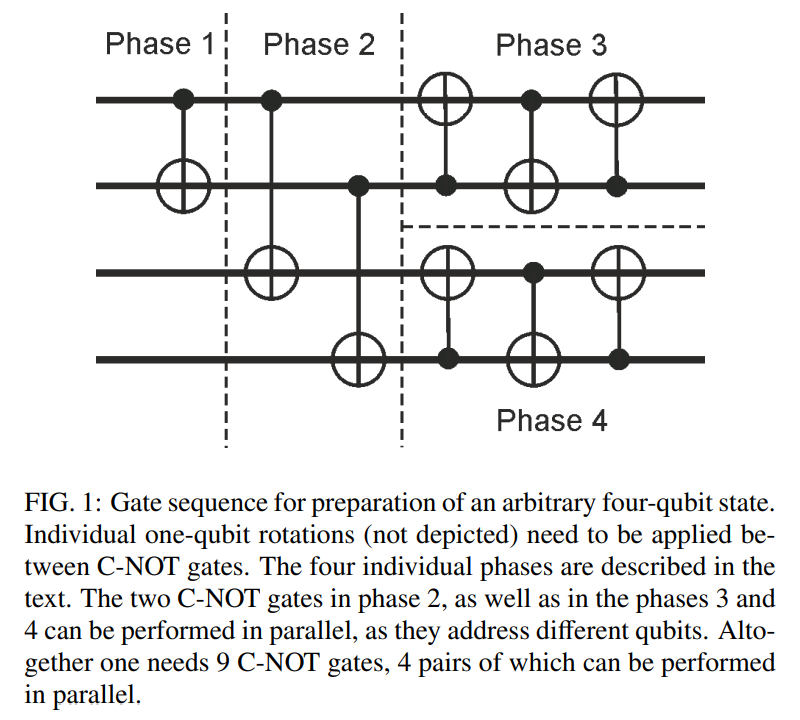 Phase 1
Phase 2
Phase 3
Phase 4
FIG. 1: Gate sequence for preparation of an arbitrary four-qubit state.
Individual one-qubit rotations (not depicted) need to be applied be-
tween C-NOT gates. The four individual phases are described in the
text. The two C-NOT gates in phase 2, as well as in the phases 3 and
4 can be performed in parallel, as they address different qubits. Alto-
gether one needs 9 C-NOT gates, 4 pairs of which can be performed
in parallel.